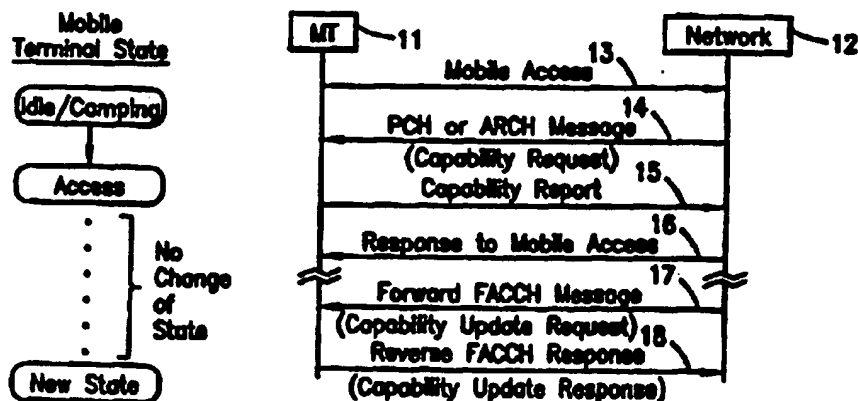 Mobile
Terminal State
Idle/Camping
Access
No
Change
of
State
New State
MT
11
Network
12
Mobile Access
13
PCH or ARCH Message
14
(Capability Request)
Capability Report
15
Response to Mobile Access
16
Forward FACCH Message
17
(Capability Update Request)
18
Reverse FACCH Response
(Capability Update Response)